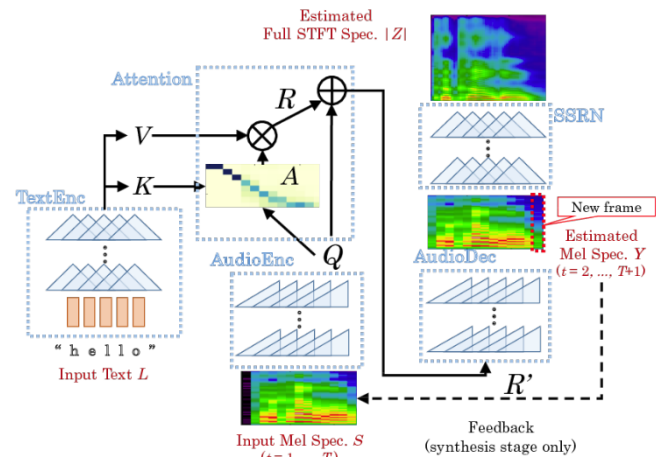 Estimated
Full STFT Spec. |Z|
Attention
R
SSRN
V
A
K
TextEnc
New frame
Q
AudioEnc
Estimated
Mel Spec. Y
(t = 2, ..., T+1)
AudioDec
“hello”
Input Text L
R’
Input Mel Spec. S
Feedback
(synthesis stage only)